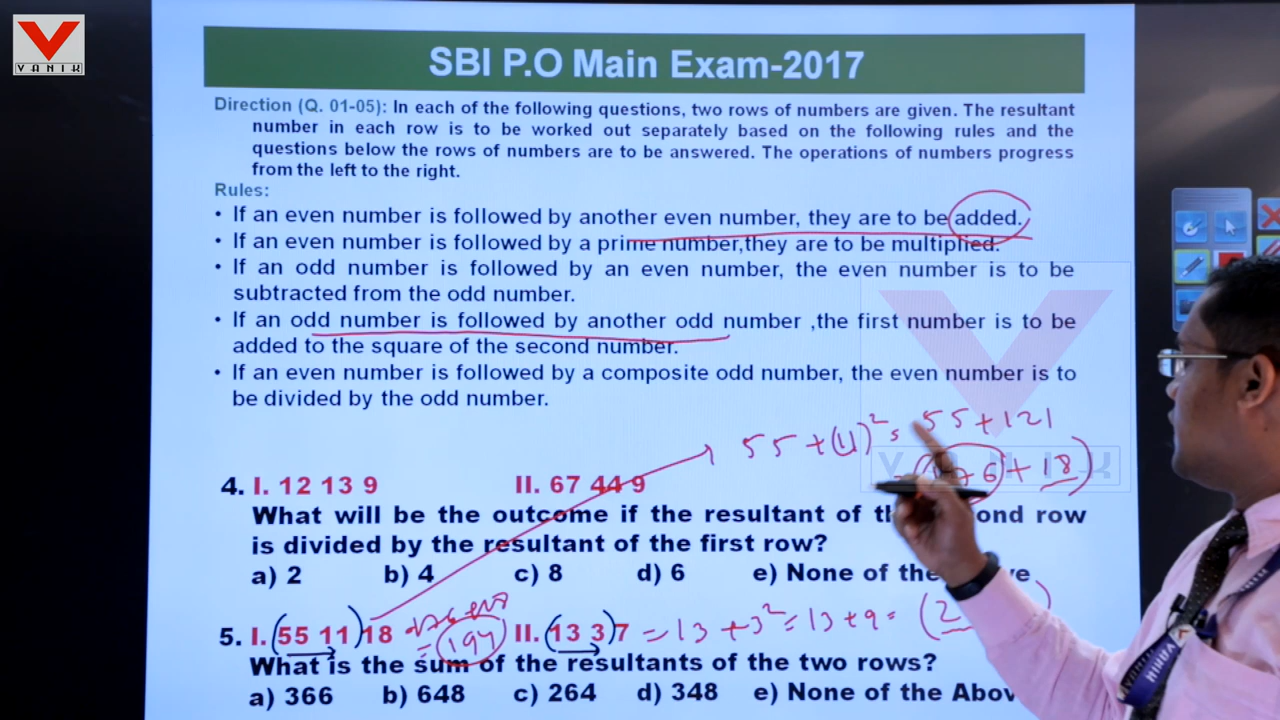 VANIK
SBI P.O Main Exam-2017
Direction (Q. 01-05): In each of the following questions, two rows of numbers are given. The resultant
number in each row is to be worked out separately based on the following rules and the
questions below the rows of numbers are to be answered. The operations of numbers progress
from the left to the right.
Rules:
• If an even number is followed by another even number, they are to be added.
• If an even number is followed by a prime number,they are to be multiplied.
• If an odd number is followed by an even number, the even number is to be
subtracted from the odd number.
• If an odd number is followed by another odd number ,the first number is to be
added to the square of the second number.
• If an even number is followed by a composite odd number, the even number is to
be divided by the odd number.
55 + (11)² = 55 + 121
VANIK
176 + 18
4. I. 12 13 9 II. 67 44 9
What will be the outcome if the resultant of the second row
is divided by the resultant of the first row?
a) 2 b) 4 c) 8 d) 6 e) None of the
5. I. (55 11) 18 = 194 II. (13 3) 7 = 13 + 3² = 13 + 9 =
What is the sum of the resultants of the two rows?
a) 366 b) 648 c) 264 d) 348 e) None of the Abov
VANIK